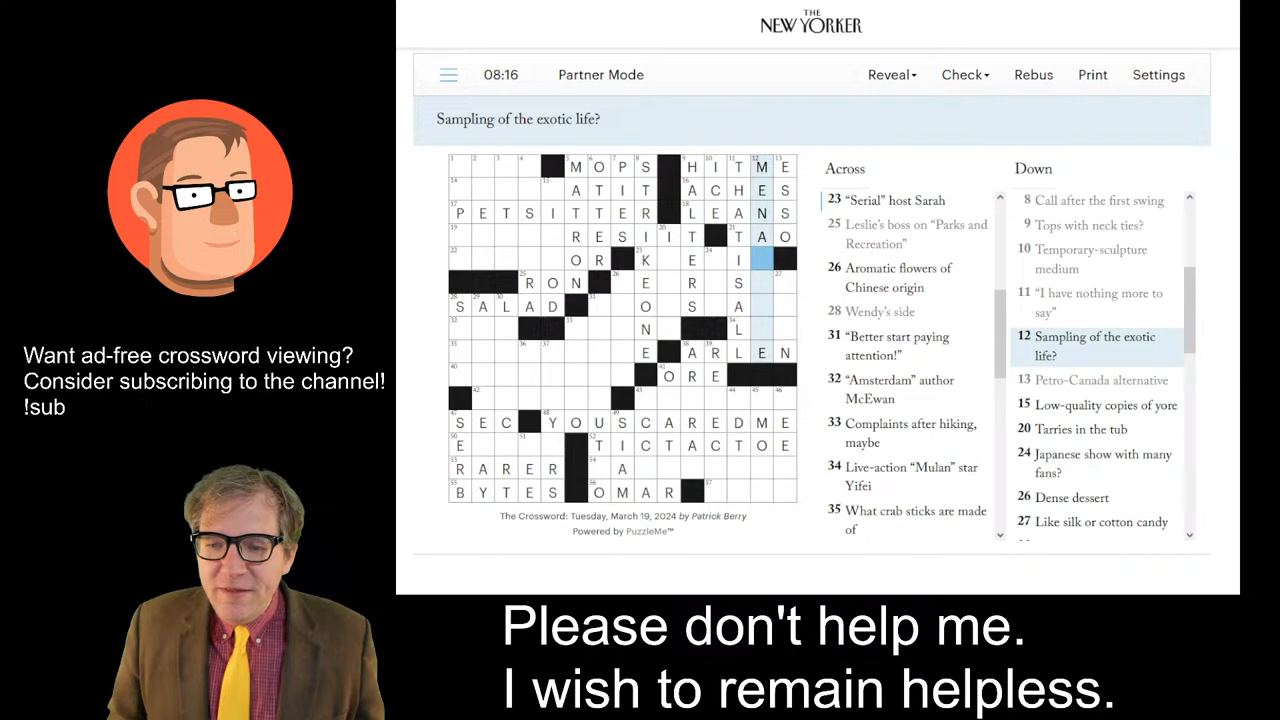 THE
NEW YORKER
08:16 Partner Mode Reveal Check Rebus Print Settings
Sampling of the exotic life?
Across
23 “Serial” host Sarah
25 Leslie’s boss on “Parks and
Recreation”
26 Aromatic flowers of
Chinese origin
28 Wendy’s side
31 “Better start paying
attention!”
32 “Amsterdam” author
McEwan
33 Complaints after hiking,
maybe
34 Live-action “Mulan” star
Yifei
35 What crab sticks are made
of
Down
8 Call after the first swing
9 Tops with neck ties?
10 Temporary-sculpture
medium
11 “I have nothing more to
say”
12 Sampling of the exotic
life?
13 Petro-Canada alternative
15 Low-quality copies of yore
20 Tarries in the tub
24 Japanese show with many
fans?
26 Dense dessert
27 Like silk or cotton candy
M O P S H I T M E
A T I T A C H E S
P E T S I T T E R L E A N S
R E S I I T T A O
O R K E I
R O N E R S
S A L A D O S A
N L
E A R L E N
O R E
S E C Y O U S C A R E D M E
E T I C T A C T O E
R A R E R A
B Y T E S O M A R
The Crossword: Tuesday, March 19, 2024 by Patrick Berry
Powered by PuzzleMe™
Want ad-free crossword viewing?
Consider subscribing to the channel!
!sub
Please don't help me.
I wish to remain helpless.